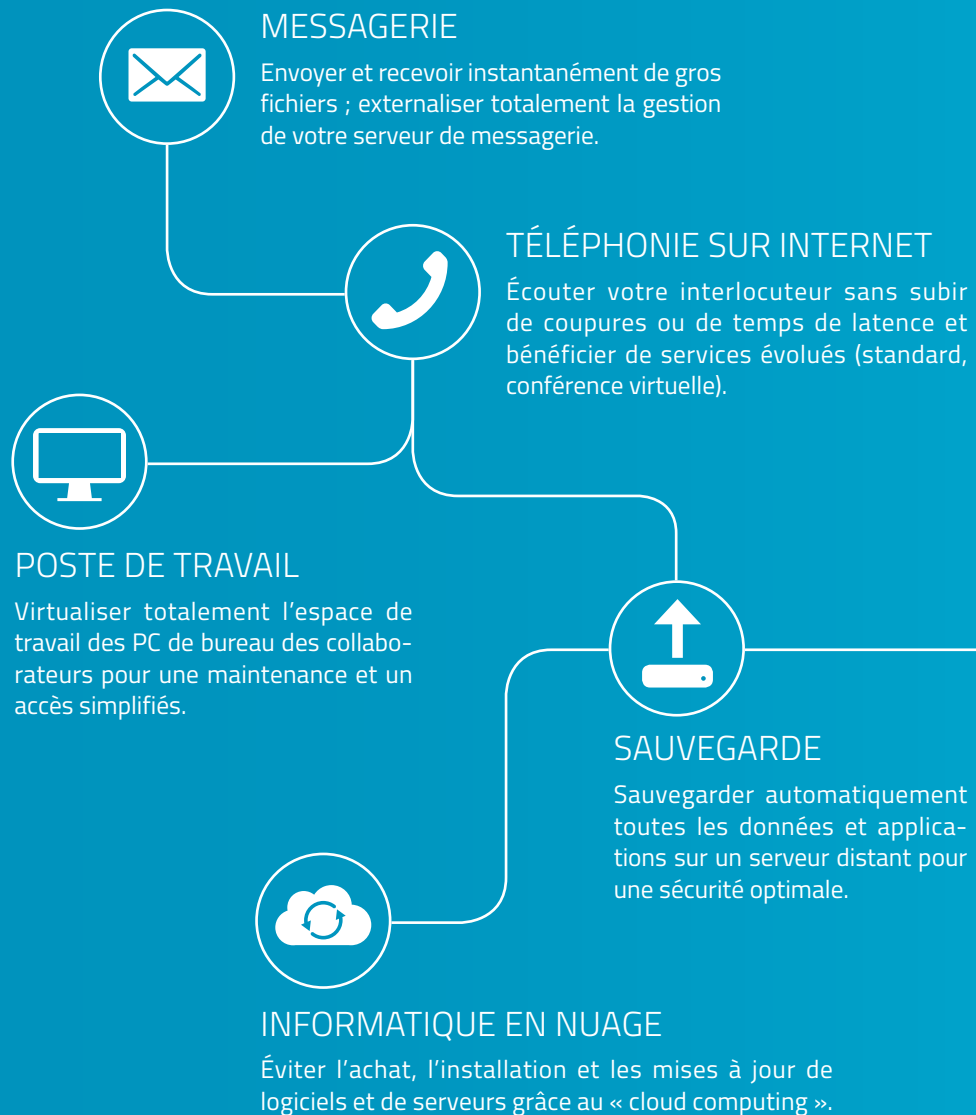 MESSAGERIE
Envoyer et recevoir instantanément de gros
fichiers ; externaliser totalement la gestion
de votre serveur de messagerie.
TÉLÉPHONIE SUR INTERNET
Écouter votre interlocuteur sans subir
de coupures ou de temps de latence et
bénéficier de services évolués (standard,
conférence virtuelle).
POSTE DE TRAVAIL
Virtualiser totalement l’espace de
travail des PC de bureau des collabo-
rateurs pour une maintenance et un
accès simplifiés.
SAUVEGARDE
Sauvegarder automatiquement
toutes les données et applica-
tions sur un serveur distant pour
une sécurité optimale.
INFORMATIQUE EN NUAGE
Éviter l’achat, l’installation et les mises à jour de
logiciels et de serveurs grâce au « cloud computing ».